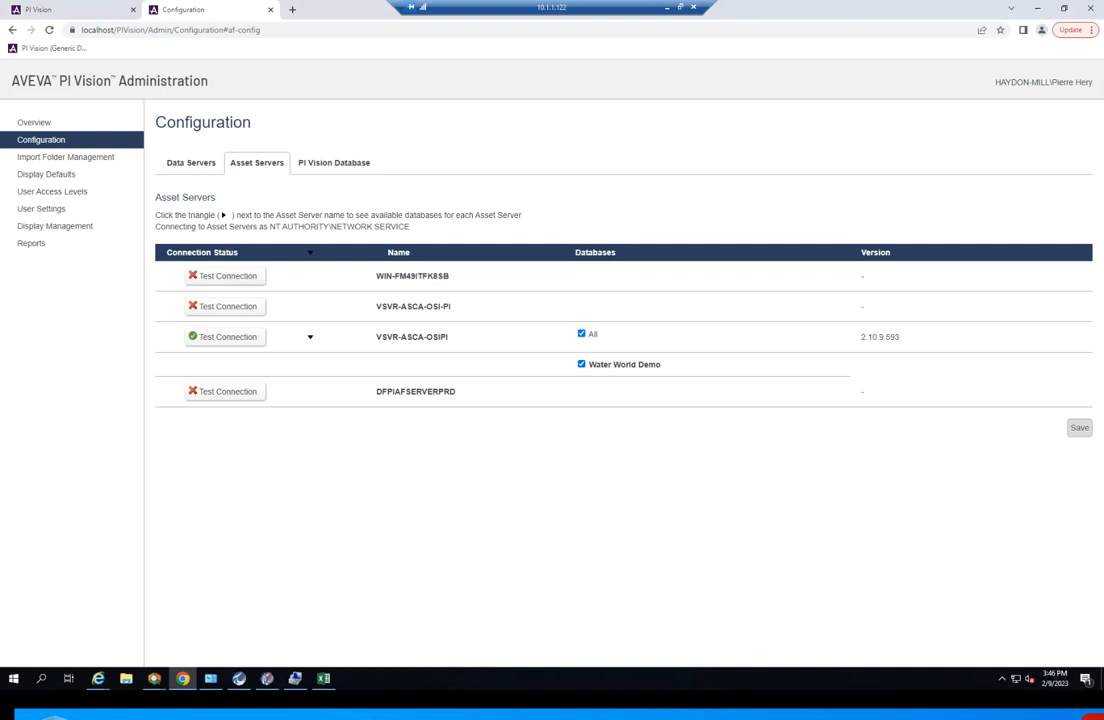 PI Vision
Configuration
10.1.1.122
localhost/PIVision/Admin/Configuration#af-config
Update
PI Vision (Generic D...
AVEVA™ PI Vision™ Administration
HAYDON-MILL\Pierre Hery
Overview
Configuration
Import Folder Management
Display Defaults
User Access Levels
User Settings
Display Management
Reports
Configuration
Data Servers Asset Servers PI Vision Database
Asset Servers
Click the triangle ( ▶ ) next to the Asset Server name to see available databases for each Asset Server
Connecting to Asset Servers as NT AUTHORITY\NETWORK SERVICE
Connection Status Name Databases Version
Test Connection WIN-FM49ITFK8SB -
Test Connection VSVR-ASCA-OSI-PI -
Test Connection VSVR-ASCA-OSIPI All 2.10.9.593
Water World Demo
Test Connection DFPIAFSERVERPRD -
Save
3:46 PM
2/9/2023